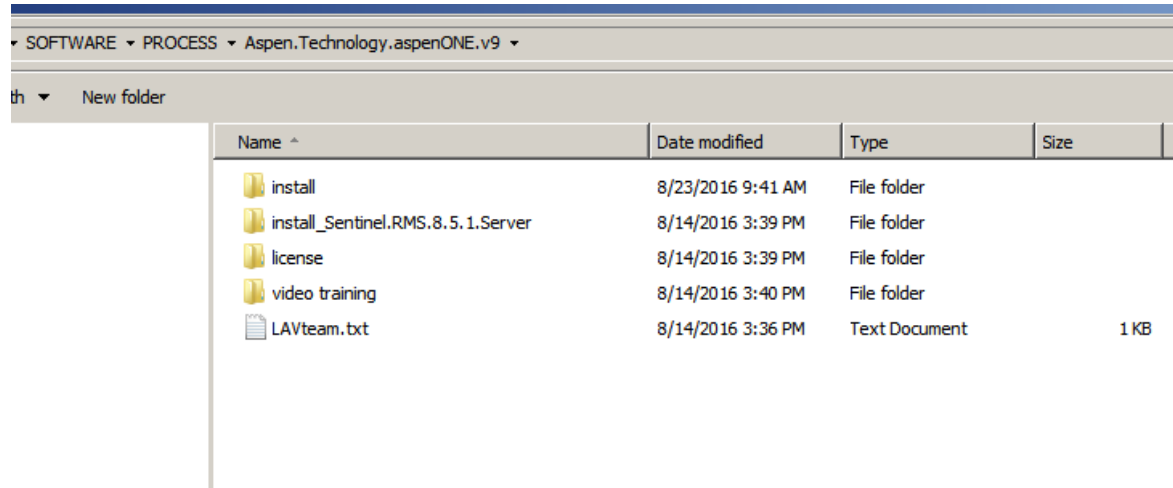 SOFTWARE PROCESS Aspen.Technology.aspenONE.v9
th New folder
Name Date modified Type Size
install 8/23/2016 9:41 AM File folder
install_Sentinel.RMS.8.5.1.Server 8/14/2016 3:39 PM File folder
license 8/14/2016 3:39 PM File folder
video training 8/14/2016 3:40 PM File folder
LAVteam.txt 8/14/2016 3:36 PM Text Document 1 KB